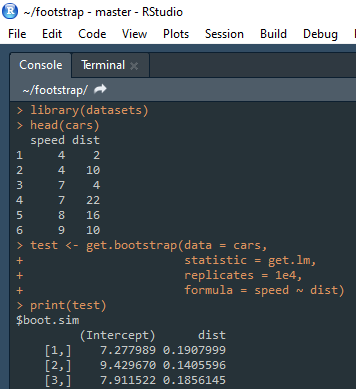 ~/footstrap - master - RStudio
File Edit Code View Plots Session Build Debug
Console Terminal
~/footstrap/
> library(datasets)
> head(cars)
  speed dist
1     4    2
2     4   10
3     7    4
4     7   22
5     8   16
6     9   10
> test <- get.bootstrap(data = cars,
+                       statistic = get.lm,
+                       replicates = 1e4,
+                       formula = speed ~ dist)
> print(test)
$boot.sim
         (Intercept)      dist
    [1,]    7.277989 0.1907999
    [2,]    9.429670 0.1405596
    [3,]    7.911522 0.1856145